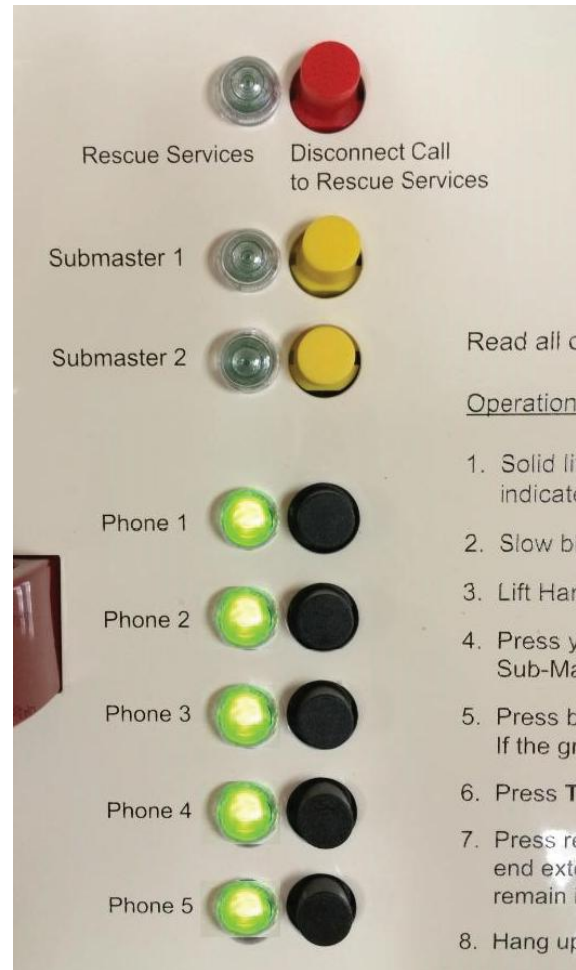 Rescue Services
Disconnect Call
to Rescue Services
Submaster 1
Submaster 2
Phone 1
Phone 2
Phone 3
Phone 4
Phone 5
Read all
Operation
1. Solid
2. Slow
3. Lift
4. Press
5. Press
If the
6. Press
7. Press
end
remain
8. Hang